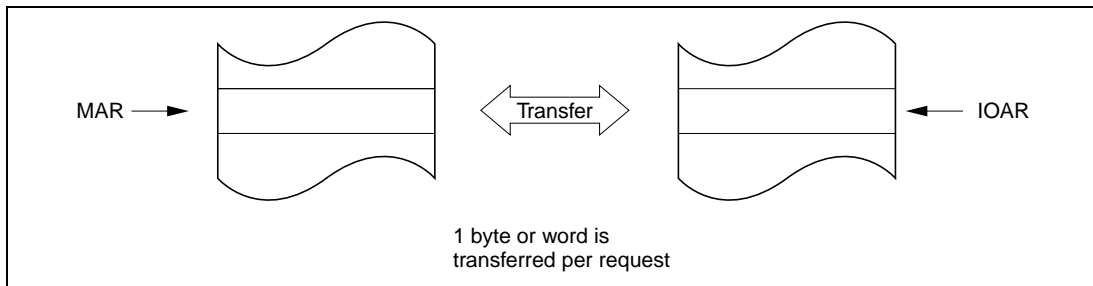 MAR
Transfer
IOAR
1 byte or word is
transferred per request